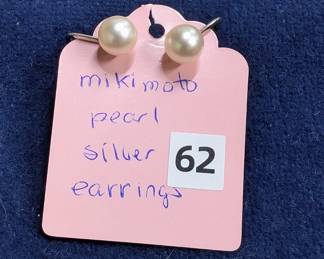 mikimoto
pearl
silver 62
earrings